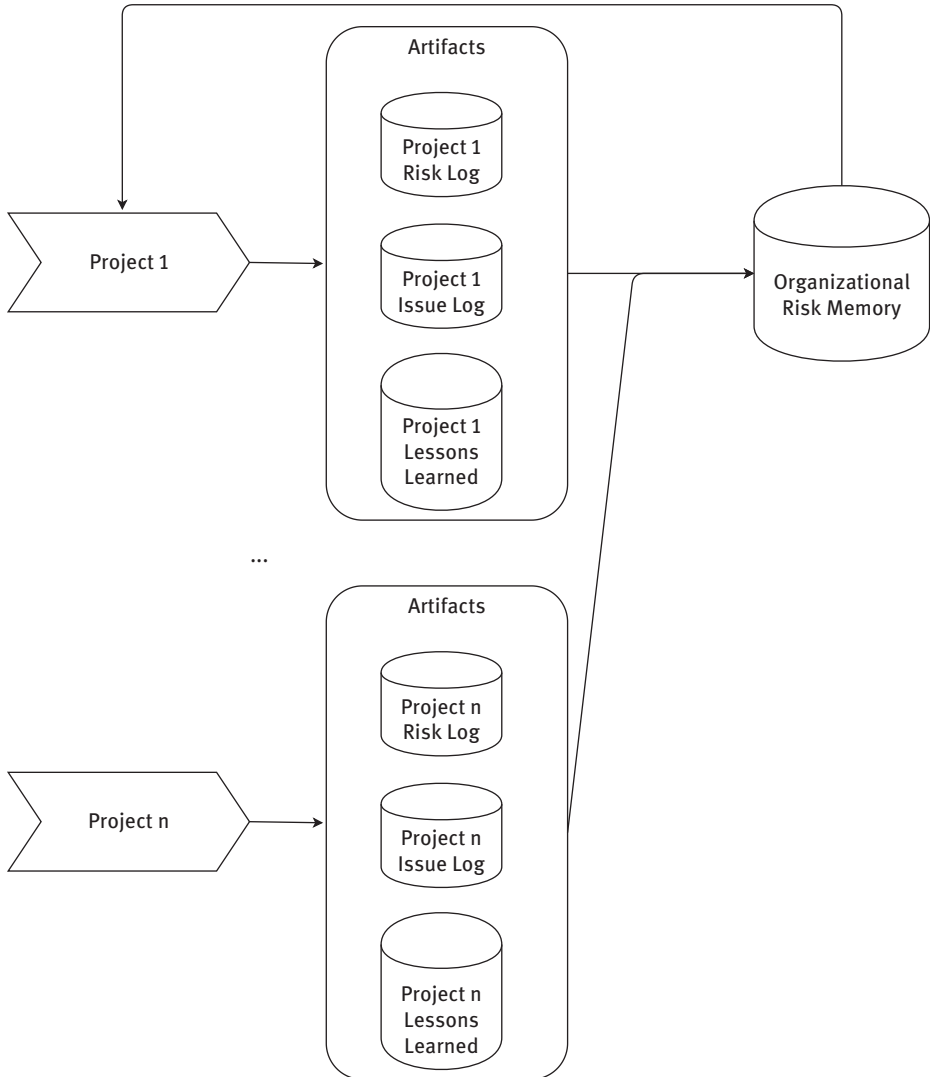 Artifacts
Project 1
Risk Log
Project 1
Project 1
Issue Log
Organizational
Risk Memory
Project 1
Lessons
Learned
...
Artifacts
Project n
Risk Log
Project n
Project n
Issue Log
Project n
Lessons
Learned